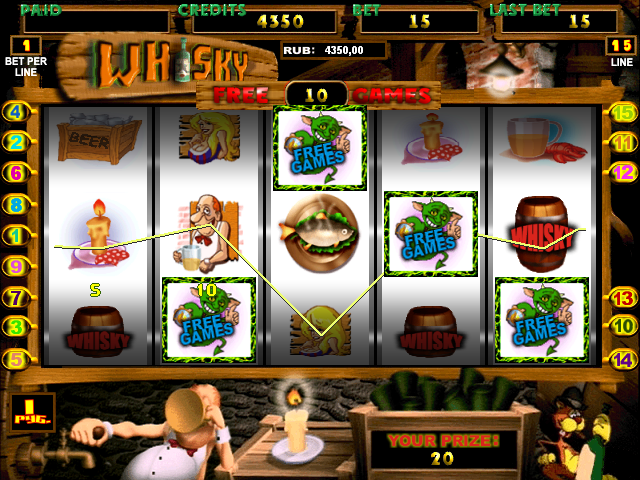 PAID
CREDITS 4350
BET 15
LAST BET 15
1
BET PER
LINE
WHISKY
RUB: 4350,00
15
LINE
FREE 10 GAMES
4
15
BEER
FREE
GAMES
2
11
6
12
8
1
FREE
GAMES
WHISKY
9
5
10
7
13
3
WHISKY
FREE
GAMES
WHISKY
FREE
GAMES
10
5
14
1
РУБ.
YOUR PRIZE:
20